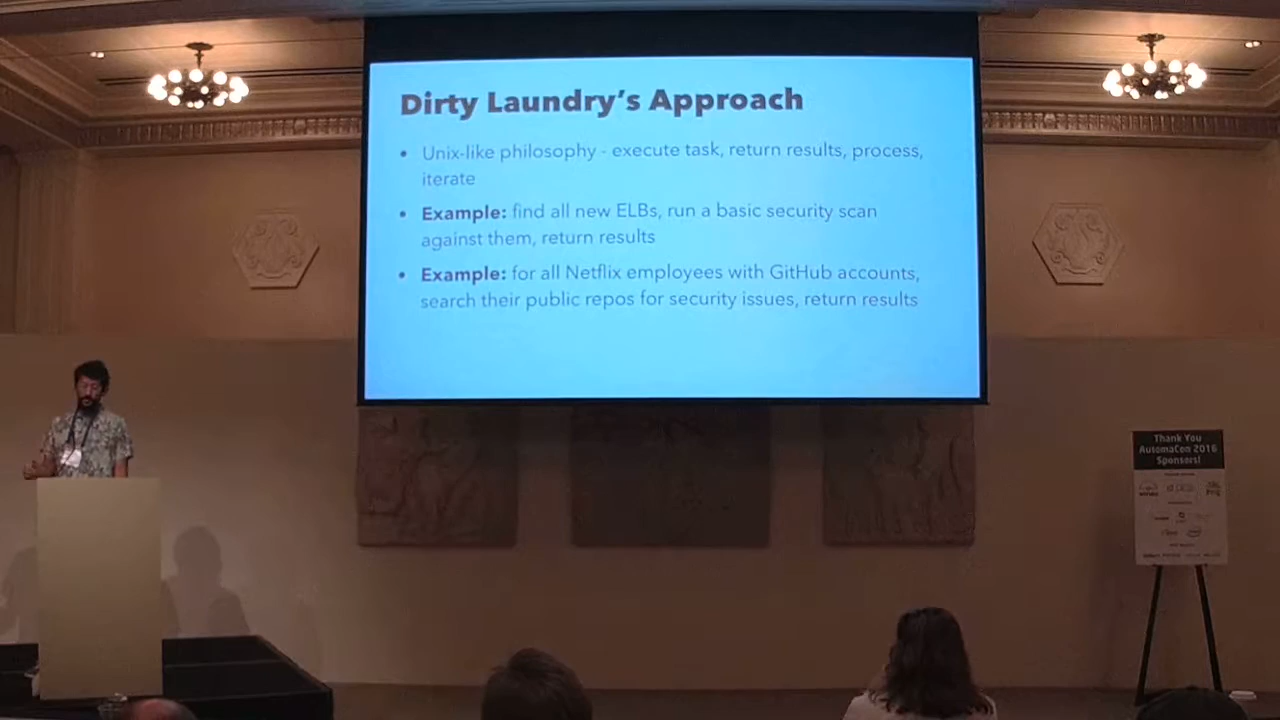 Dirty Laundry's Approach
• Unix-like philosophy - execute task, return results, process,
iterate
• Example: find all new ELBs, run a basic security scan
against them, return results
• Example: for all Netflix employees with GitHub accounts,
search their public repos for security issues, return results
Thank You
AutomaCon 2016
Sponsors!